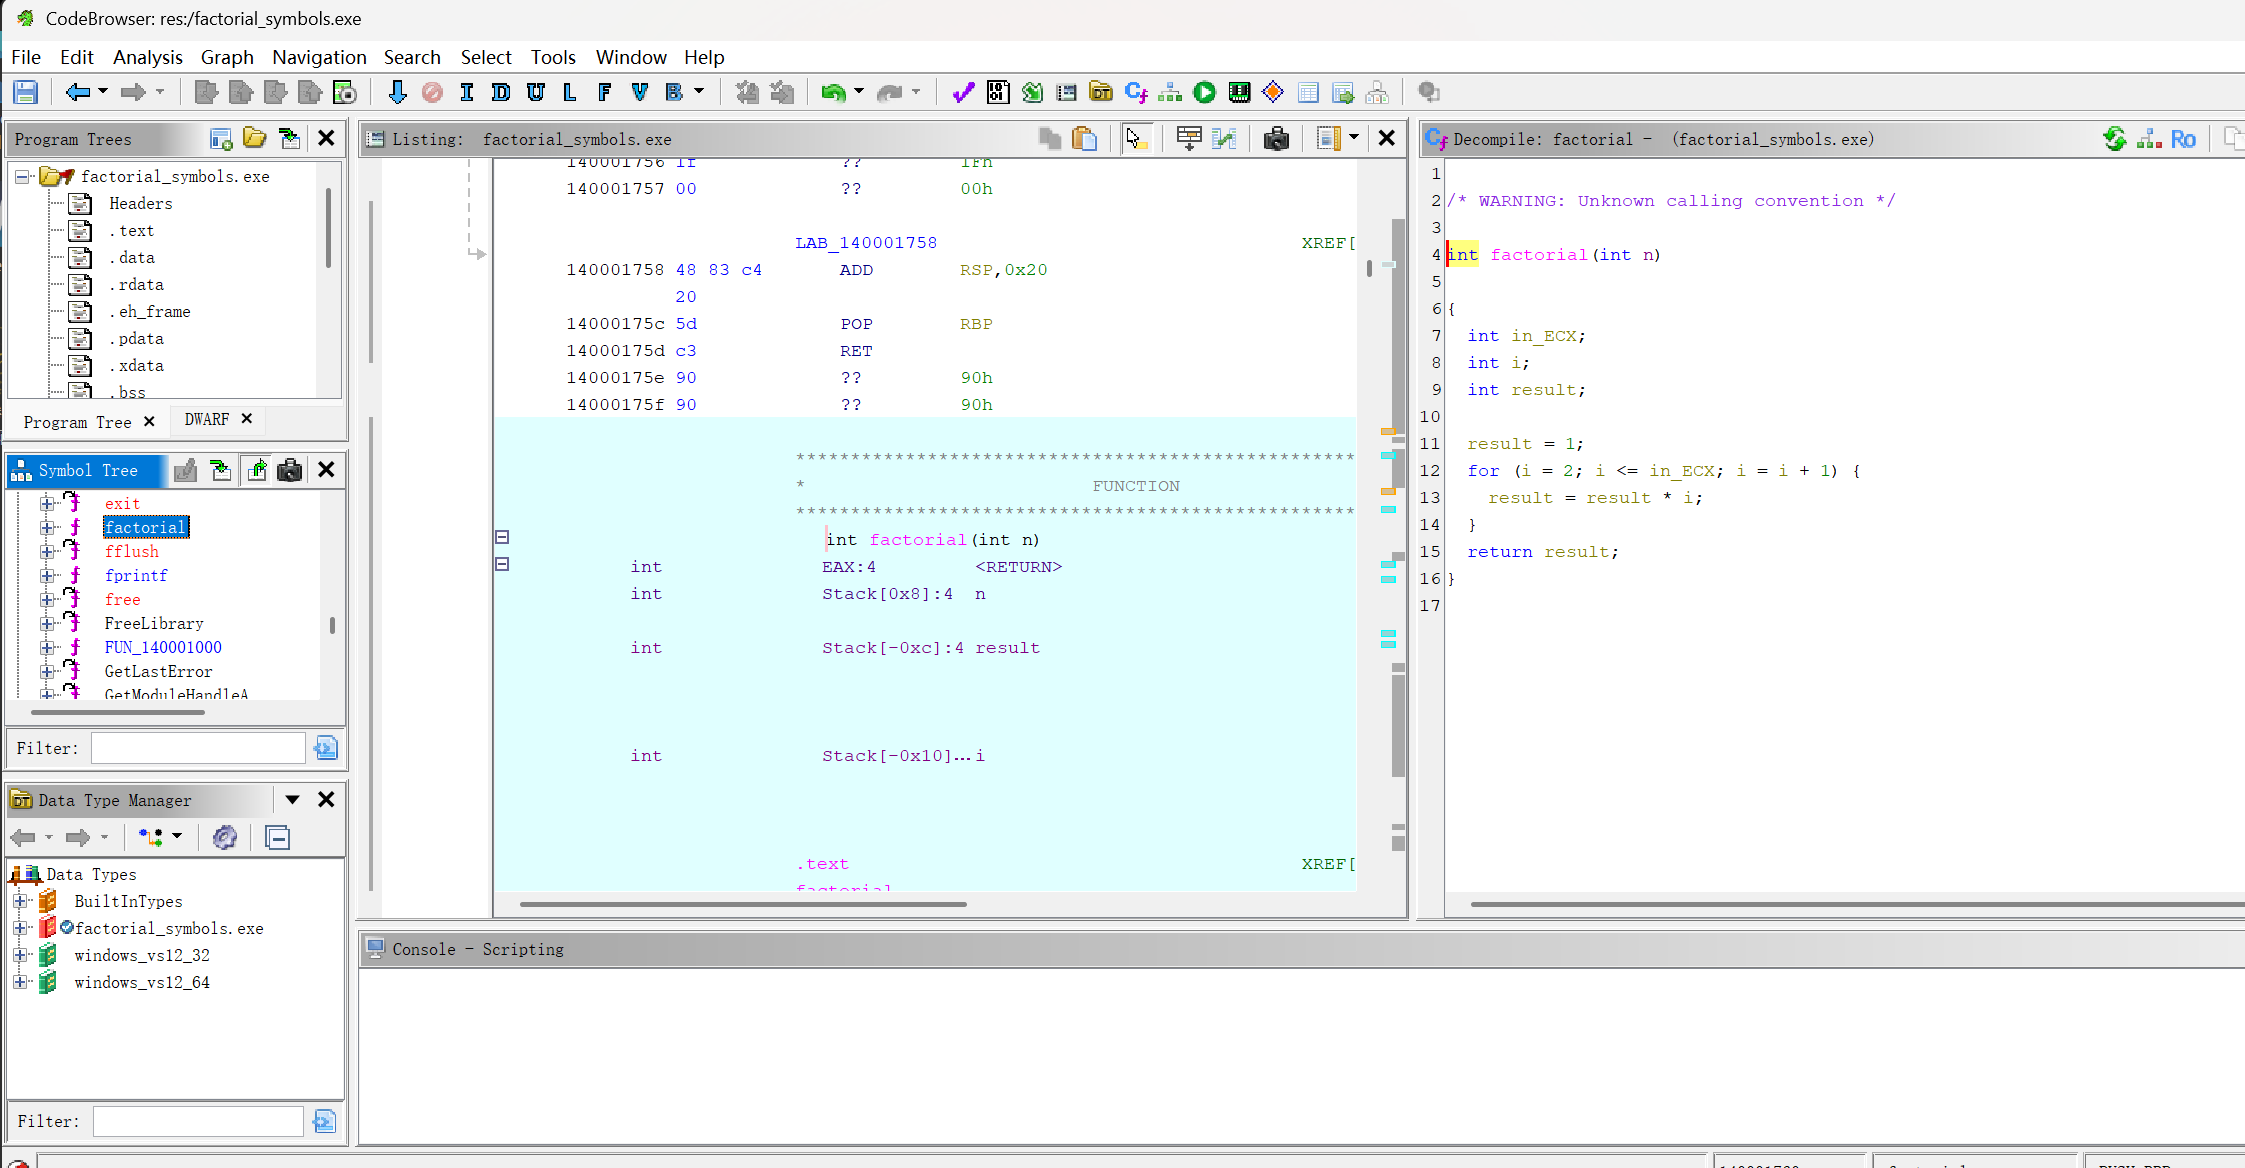 CodeBrowser: res:/factorial_symbols.exe
File Edit Analysis Graph Navigation Search Select Tools Window Help
I D U L F V B
Program Trees
factorial_symbols.exe
Headers
.text
.data
.rdata
.eh_frame
.pdata
.xdata
.bss
Program Tree DWARF
Symbol Tree
exit
factorial
fflush
fprintf
free
FreeLibrary
FUN_140001000
GetLastError
GetModuleHandleA
Filter:
Data Type Manager
Data Types
BuiltInTypes
factorial_symbols.exe
windows_vs12_32
windows_vs12_64
Filter:
Listing: factorial_symbols.exe
140001756 1f ?? 1Fh
140001757 00 ?? 00h
LAB_140001758 XREF[
140001758 48 83 c4 ADD RSP,0x20
20
14000175c 5d POP RBP
14000175d c3 RET
14000175e 90 ?? 90h
14000175f 90 ?? 90h
****************************************************
* FUNCTION
****************************************************
int factorial(int n)
int EAX:4 <RETURN>
int Stack[0x8]:4 n
int Stack[-0xc]:4 result
int Stack[-0x10]... i
.text XREF[
factorial
Decompile: factorial - (factorial_symbols.exe)
1
2 /* WARNING: Unknown calling convention */
3
4 int factorial(int n)
5
6 {
7 int in_ECX;
8 int i;
9 int result;
10
11 result = 1;
12 for (i = 2; i <= in_ECX; i = i + 1) {
13 result = result * i;
14 }
15 return result;
16 }
17
Console - Scripting